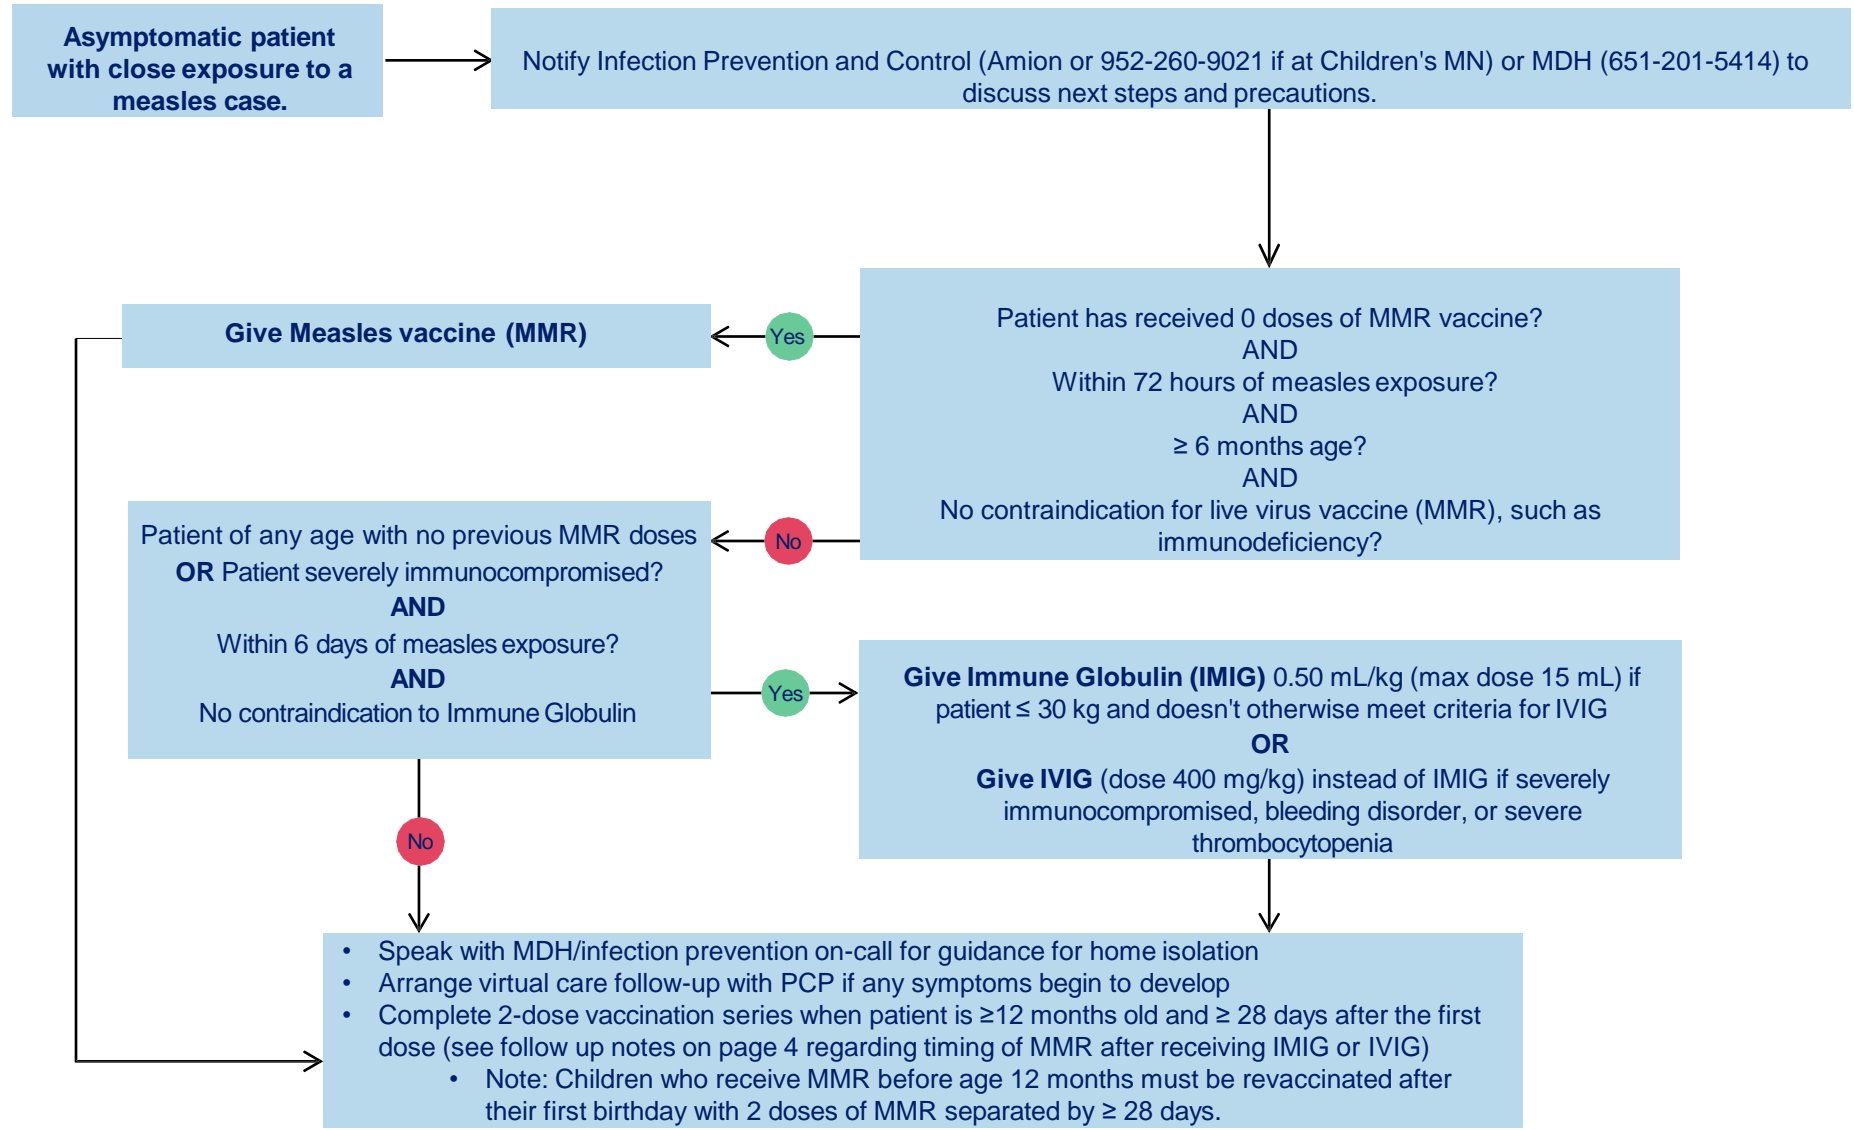 Asymptomatic patient
with close exposure to a
measles case.
Notify Infection Prevention and Control (Amion or 952-260-9021 if at Children's MN) or MDH (651-201-5414) to
discuss next steps and precautions.
Patient has received 0 doses of MMR vaccine?
AND
Within 72 hours of measles exposure?
AND
≥ 6 months age?
AND
No contraindication for live virus vaccine (MMR), such as
immunodeficiency?
Yes
Give Measles vaccine (MMR)
No
Patient of any age with no previous MMR doses
OR Patient severely immunocompromised?
AND
Within 6 days of measles exposure?
AND
No contraindication to Immune Globulin
Yes
Give Immune Globulin (IMIG) 0.50 mL/kg (max dose 15 mL) if
patient ≤ 30 kg and doesn't otherwise meet criteria for IVIG
OR
Give IVIG (dose 400 mg/kg) instead of IMIG if severely
immunocompromised, bleeding disorder, or severe
thrombocytopenia
No
• Speak with MDH/infection prevention on-call for guidance for home isolation
• Arrange virtual care follow-up with PCP if any symptoms begin to develop
• Complete 2-dose vaccination series when patient is ≥12 months old and ≥ 28 days after the first
dose (see follow up notes on page 4 regarding timing of MMR after receiving IMIG or IVIG)
• Note: Children who receive MMR before age 12 months must be revaccinated after
their first birthday with 2 doses of MMR separated by ≥ 28 days.